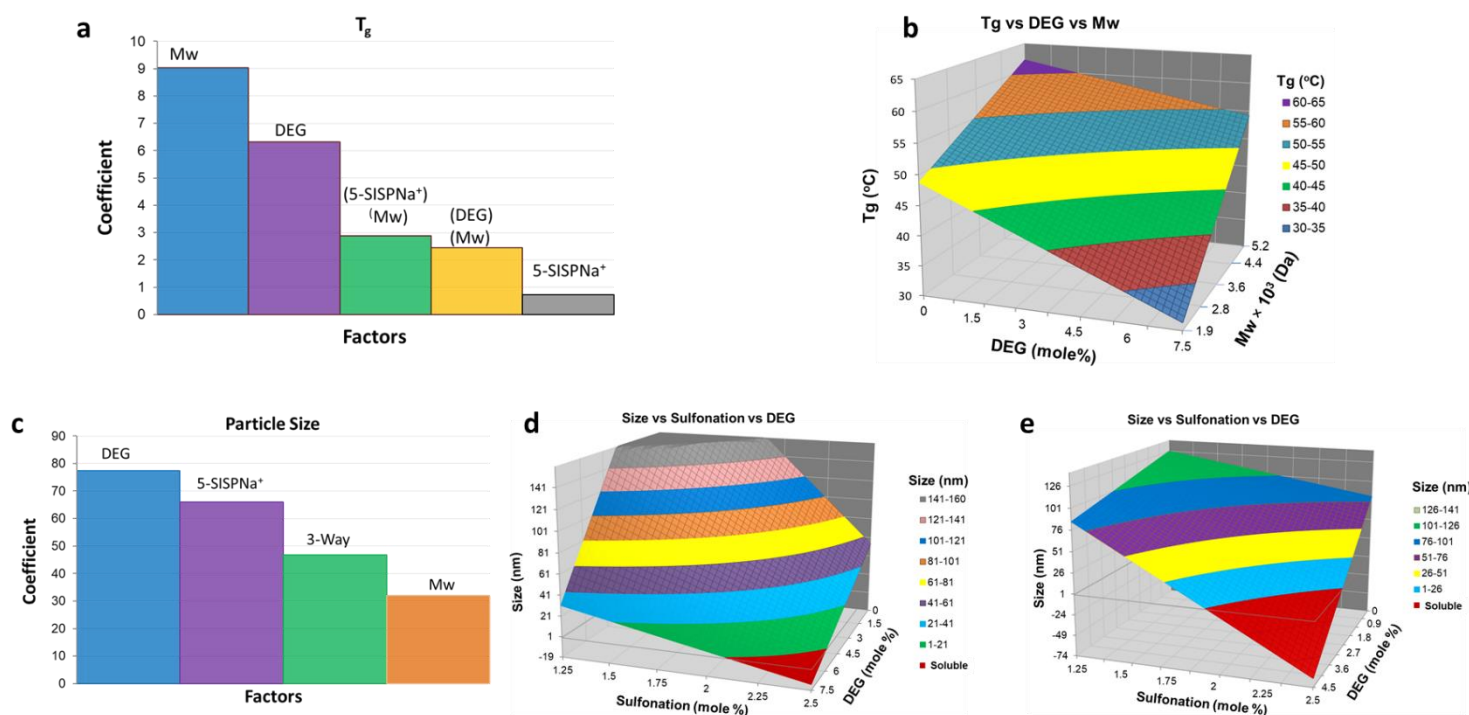 a
Tg
10
9
8
7
6
5
4
3
2
1
0
Coefficient
Mw
DEG
(5-SISPNa⁺)
(Mw)
(DEG)
(Mw)
5-SISPNa⁺
Factors
b
Tg vs DEG vs Mw
65
60
55
50
45
40
35
30
Tg (°C)
0
1.5
3
4.5
6
7.5
DEG (mole%)
5.2
4.4
3.6
2.8
1.9
Mw × 10³ (Da)
Tg (°C)
60-65
55-60
50-55
45-50
40-45
35-40
30-35
c
Particle Size
90
80
70
60
50
40
30
20
10
0
Coefficient
DEG
5-SISPNa⁺
3-Way
Mw
Factors
d
Size vs Sulfonation vs DEG
141
121
101
81
61
41
21
1
-19
Size (nm)
1.25
1.5
1.75
2
2.25
2.5
Sulfonation (mole %)
0
1.5
3
4.5
6
7.5
DEG (mole %)
Size (nm)
141-160
121-141
101-121
81-101
61-81
41-61
21-41
1-21
Soluble
e
Size vs Sulfonation vs DEG
126
101
76
51
26
1
-24
-49
-74
Size (nm)
1.25
1.5
1.75
2
2.25
2.5
Sulfonation (mole %)
0
0.9
1.8
2.7
3.6
4.5
DEG (mole %)
Size (nm)
126-141
101-126
76-101
51-76
26-51
1-26
Soluble